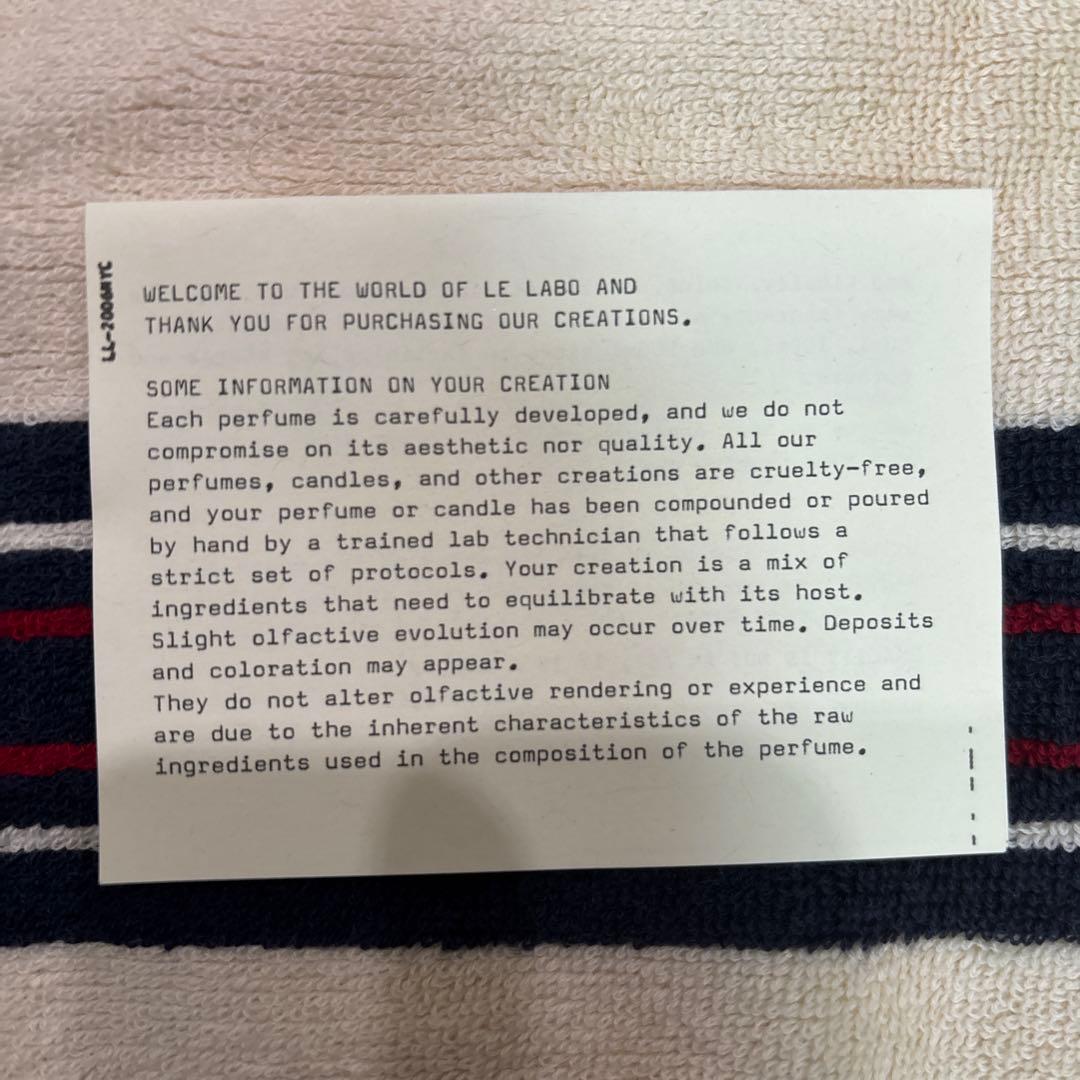 LL-2006NYC
WELCOME TO THE WORLD OF LE LABO AND
THANK YOU FOR PURCHASING OUR CREATIONS.
SOME INFORMATION ON YOUR CREATION
Each perfume is carefully developed, and we do not
compromise on its aesthetic nor quality. All our
perfumes, candles, and other creations are cruelty-free,
and your perfume or candle has been compounded or poured
by hand by a trained lab technician that follows a
strict set of protocols. Your creation is a mix of
ingredients that need to equilibrate with its host.
Slight olfactive evolution may occur over time. Deposits
and coloration may appear.
They do not alter olfactive rendering or experience and
are due to the inherent characteristics of the raw
ingredients used in the composition of the perfume.